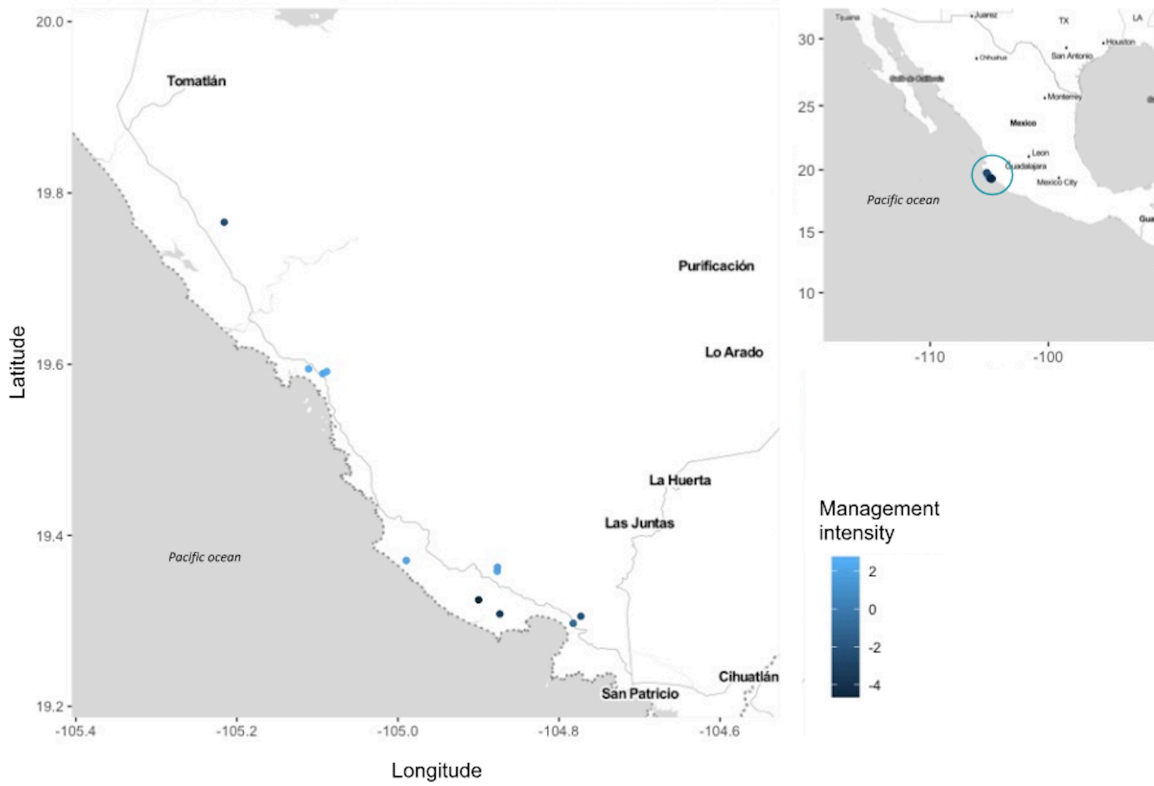 20.0
19.8
19.6
19.4
19.2
Latitude
Tomatlán
Purificación
Lo Arado
La Huerta
Las Juntas
Pacific ocean
San Patricio
Cihuatlán
-105.4
-105.2
-105.0
-104.8
-104.6
Longitude
30
25
20
15
10
Tijuana
Juarez
TX
LA
Houston
San Antonio
Chihuahua
Monterrey
Mexico
Leon
Guadalajara
Mexico City
Pacific ocean
-110
-100
Management
intensity
2
0
-2
-4